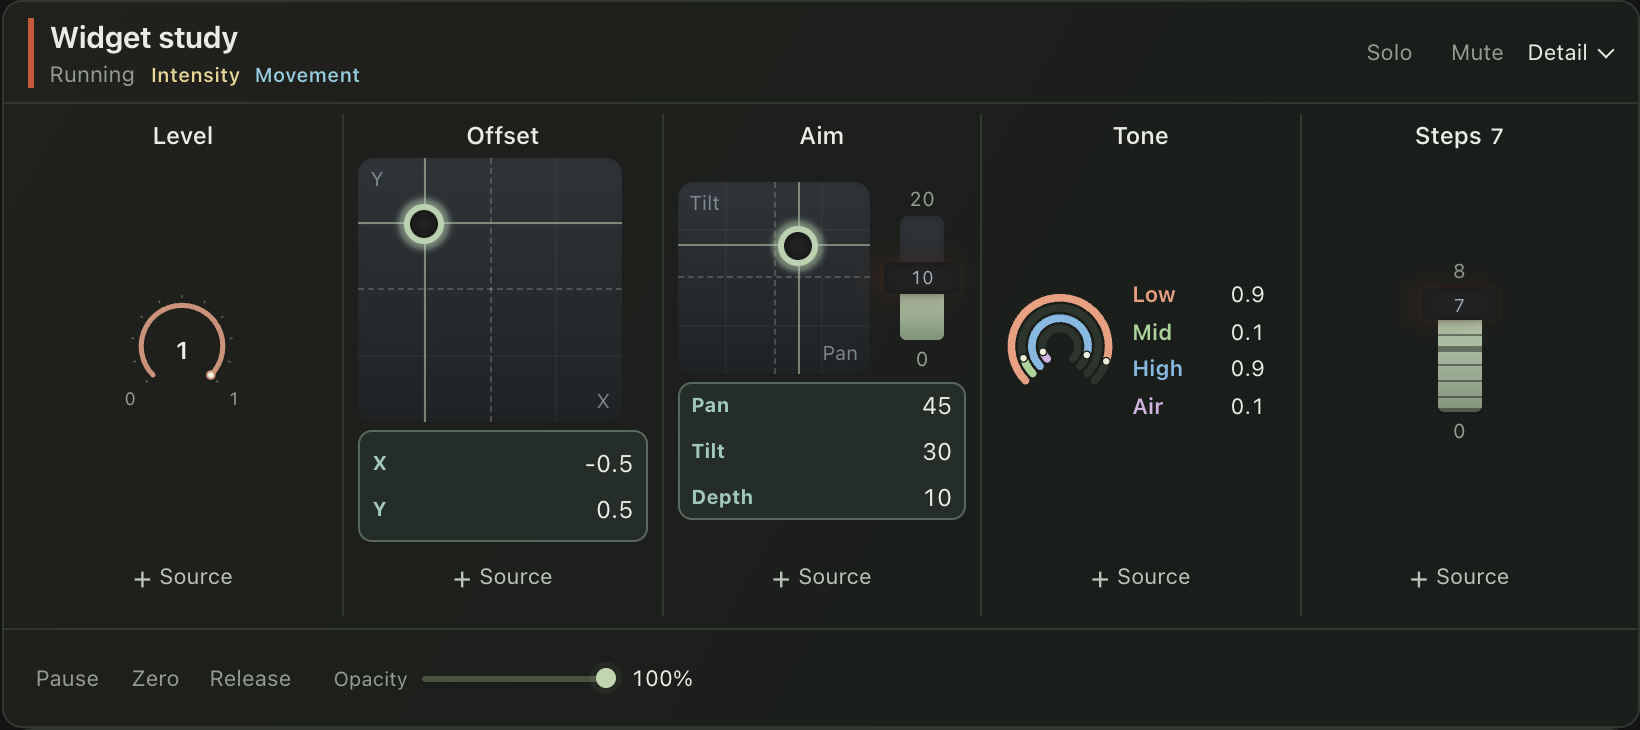 Widget study
Running Intensity Movement
Solo Mute Detail
Level
1
0 1
+ Source
Offset
Y
X
X -0.5
Y 0.5
+ Source
Aim
Tilt
Pan
20
10
0
Pan 45
Tilt 30
Depth 10
+ Source
Tone
Low 0.9
Mid 0.1
High 0.9
Air 0.1
+ Source
Steps 7
8
7
0
+ Source
Pause Zero Release Opacity 100%